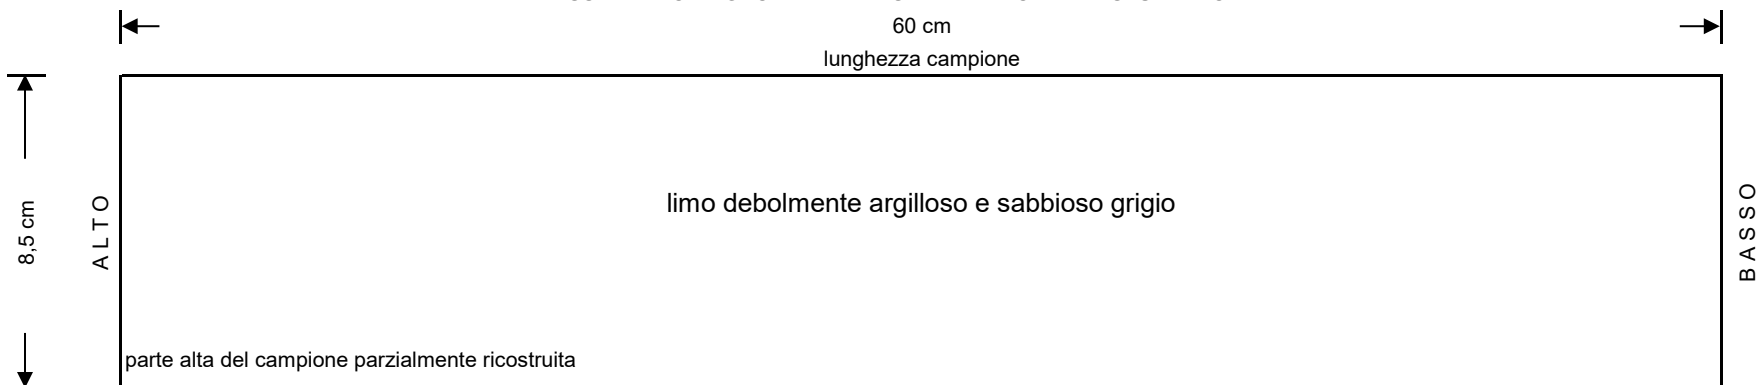 60 cm
lunghezza campione
8,5 cm
ALTO
limo debolmente argilloso e sabbioso grigio
BASSO
parte alta del campione parzialmente ricostruita